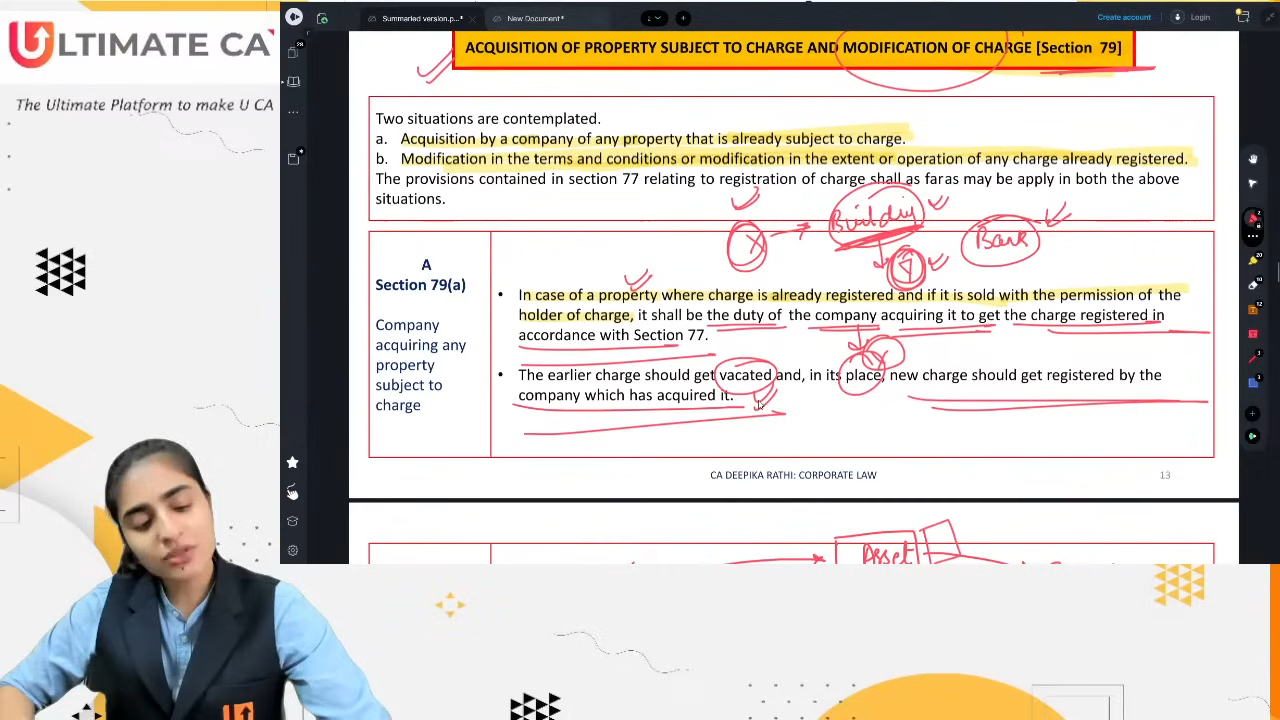 ULTIMATE CA
The Ultimate Platform to make U CA
Summaried version.p...*
New Document*
1
Create account
Login
ACQUISITION OF PROPERTY SUBJECT TO CHARGE AND MODIFICATION OF CHARGE [Section 79]
Two situations are contemplated.
a. Acquisition by a company of any property that is already subject to charge.
b. Modification in the terms and conditions or modification in the extent or operation of any charge already registered.
The provisions contained in section 77 relating to registration of charge shall as far as may be apply in both the above
situations.
X
Building
Bank
A
Section 79(a)
Company
acquiring any
property
subject to
charge
• In case of a property where charge is already registered and if it is sold with the permission of the
holder of charge, it shall be the duty of the company acquiring it to get the charge registered in
accordance with Section 77.
• The earlier charge should get vacated and, in its place, new charge should get registered by the
company which has acquired it.
CA DEEPIKA RATHI: CORPORATE LAW
13
Asset